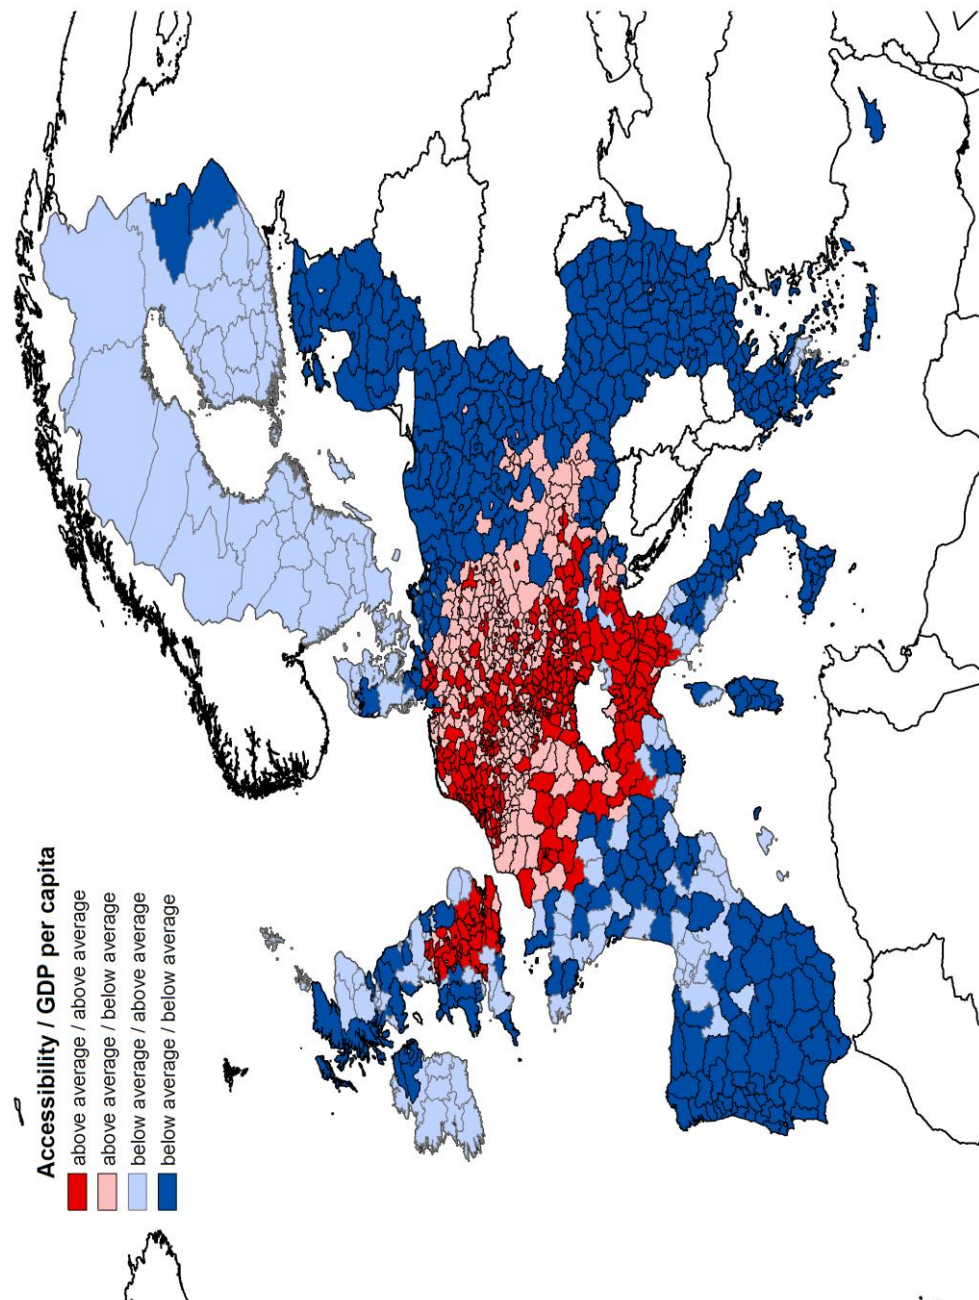 Accessibility / GDP per capita
above average / above average
above average / below average
below average / above average
below average / below average